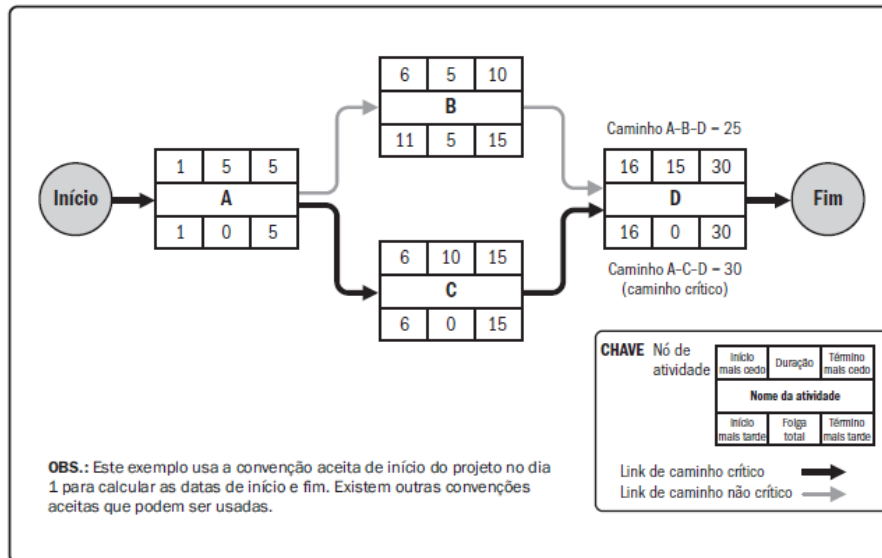 6 5 10
B
11 5 15
Caminho A-B-D = 25
1 5 5
A
1 0 5
Início
16 15 30
D
16 0 30
Fim
6 10 15
C
6 0 15
Caminho A-C-D = 30
(caminho crítico)
CHAVE Nó de
atividade
Início
mais cedo
Duração
Término
mais cedo
Nome da atividade
Início
mais tarde
Folga
total
Término
mais tarde
OBS.: Este exemplo usa a convenção aceita de início do projeto no dia
1 para calcular as datas de início e fim. Existem outras convenções
aceitas que podem ser usadas.
Link de caminho crítico
Link de caminho não crítico